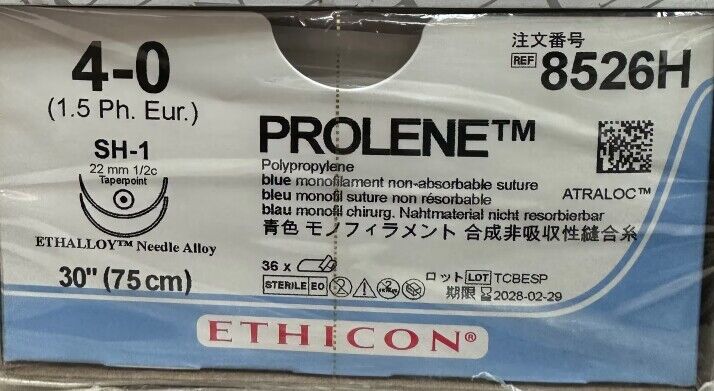 4-0
(1.5 Ph. Eur.)
SH-1
22 mm 1/2c
Taperpoint
ETHALLOY™ Needle Alloy
30" (75 cm)
注文番号
REF 8526H
PROLENE™
Polypropylene
blue monofilament non-absorbable suture
bleu monofil suture non résorbable
blau monofil chirurg. Nahtmaterial nicht resorbierbar
青色 モノフィラメント 合成非吸収性縫合糸
ATRALOC™
36 x
STERILE EO
ロット LOT TCBESP
期限 2028-02-29
ETHICON®